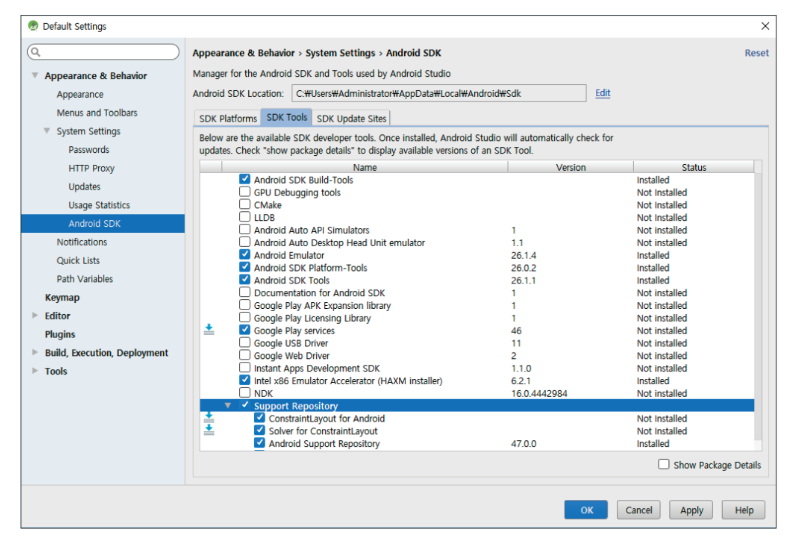 Default Settings
Appearance & Behavior
Appearance
Menus and Toolbars
System Settings
Passwords
HTTP Proxy
Updates
Usage Statistics
Android SDK
Notifications
Quick Lists
Path Variables
Keymap
Editor
Plugins
Build, Execution, Deployment
Tools
Appearance & Behavior › System Settings › Android SDK Reset
Manager for the Android SDK and Tools used by Android Studio
Android SDK Location: C:₩Users₩Administrator₩AppData₩Local₩Android₩Sdk Edit
SDK Platforms SDK Tools SDK Update Sites
Below are the available SDK developer tools. Once installed, Android Studio will automatically check for
updates. Check "show package details" to display available versions of an SDK Tool.
Name Version Status
Android SDK Build-Tools Installed
GPU Debugging tools Not Installed
CMake Not Installed
LLDB Not Installed
Android Auto API Simulators 1 Not installed
Android Auto Desktop Head Unit emulator 1.1 Not installed
Android Emulator 26.1.4 Installed
Android SDK Platform-Tools 26.0.2 Installed
Android SDK Tools 26.1.1 Installed
Documentation for Android SDK 1 Not installed
Google Play APK Expansion library 1 Not installed
Google Play Licensing Library 1 Not installed
Google Play services 46 Not installed
Google USB Driver 11 Not installed
Google Web Driver 2 Not installed
Instant Apps Development SDK 1.1.0 Not installed
Intel x86 Emulator Accelerator (HAXM installer) 6.2.1 Installed
NDK 16.0.4442984 Not installed
Support Repository
ConstraintLayout for Android Not Installed
Solver for ConstraintLayout Not Installed
Android Support Repository 47.0.0 Installed
Show Package Details
OK Cancel Apply Help